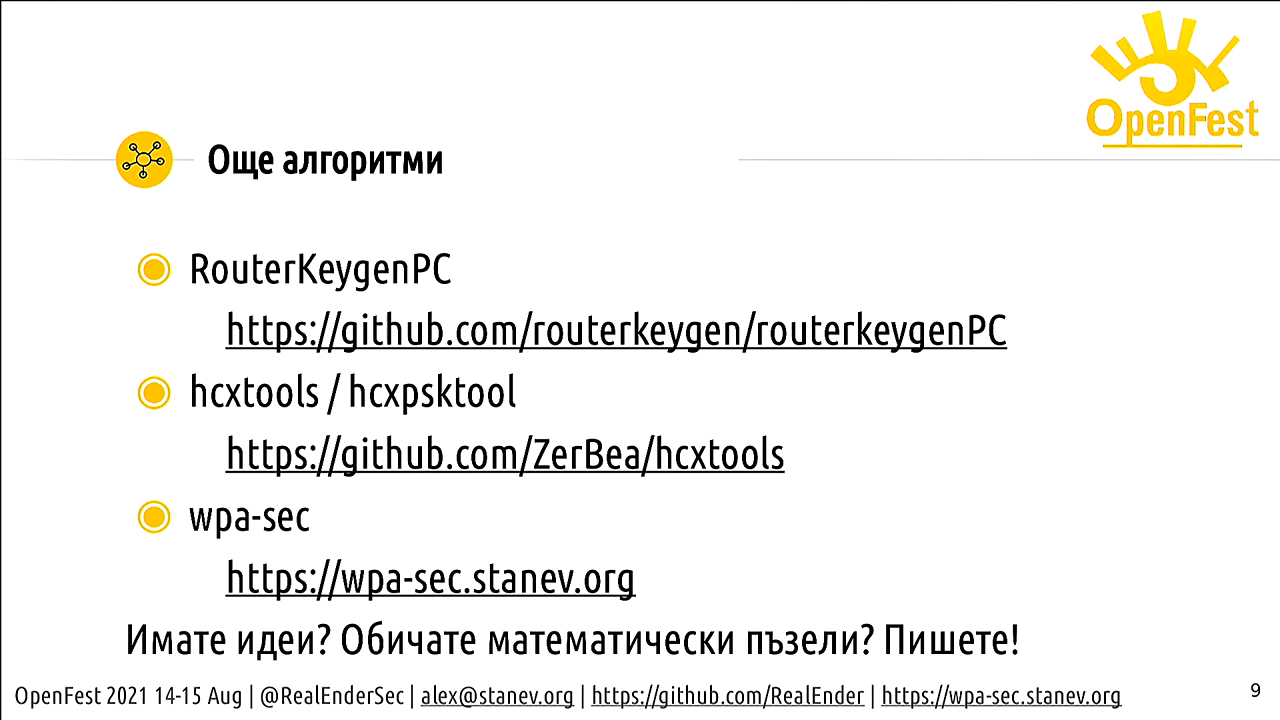 OpenFest
Още алгоритми
RouterKeygenPC
https://github.com/routerkeygen/routerkeygenPC
hcxtools / hcxpsktool
https://github.com/ZerBea/hcxtools
wpa-sec
https://wpa-sec.stanev.org
Имате идеи? Обичате математически пъзели? Пишете!
OpenFest 2021 14-15 Aug | @RealEnderSec | alex@stanev.org | https://github.com/RealEnder | https://wpa-sec.stanev.org
9